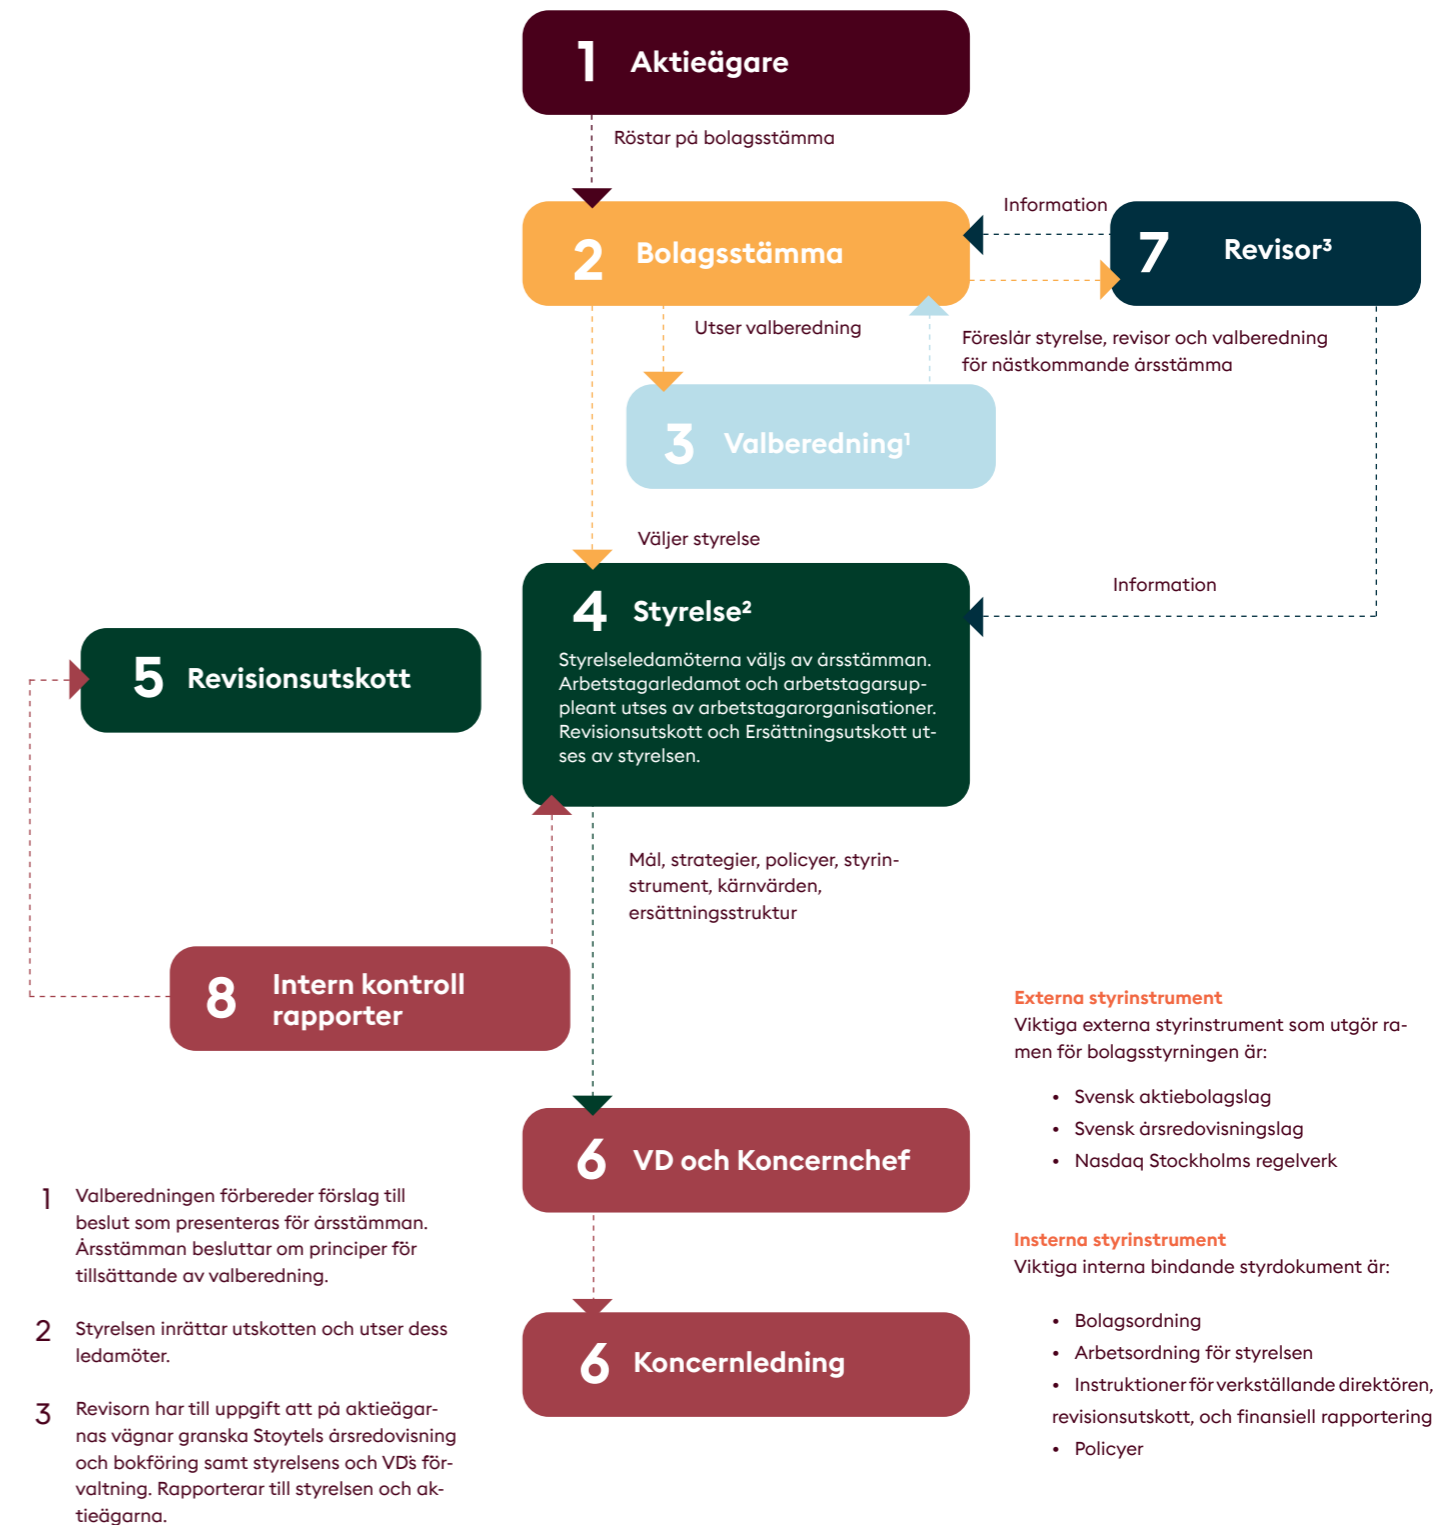 1 Aktieägare
Röstar på bolagsstämma
2 Bolagsstämma
Information
7 Revisor³
Utser valberedning
Föreslår styrelse, revisor och valberedning
för nästkommande årsstämma
3 Valberedning¹
Väljer styrelse
Information
4 Styrelse²
Styrelseledamöterna väljs av årsstämman.
Arbetstagarledamot och arbetstagarsup-
pleant utses av arbetstagarorganisationer.
Revisionsutskott och Ersättningsutskott ut-
ses av styrelsen.
5 Revisionsutskott
Mål, strategier, policyer, styrin-
strument, kärnvärden,
ersättningsstruktur
8 Intern kontroll
rapporter
6 VD och Koncernchef
6 Koncernledning
1 Valberedningen förbereder förslag till
beslut som presenteras för årsstämman.
Årsstämman besluttar om principer för
tillsättande av valberedning.
2 Styrelsen inrättar utskotten och utser dess
ledamöter.
3 Revisorn har till uppgift att på aktieägar-
nas vägnar granska Stoytels årsredovisning
och bokföring samt styrelsens och VD's för-
valtning. Rapporterar till styrelsen och ak-
tieägarna.
Externa styrinstrument
Viktiga externa styrinstrument som utgör ra-
men för bolagsstyrningen är:
• Svensk aktiebolagslag
• Svensk årsredovisningslag
• Nasdaq Stockholms regelverk
Insterna styrinstrument
Viktiga interna bindande styrdokument är:
• Bolagsordning
• Arbetsordning för styrelsen
• Instruktioner för verkställande direktören,
revisionsutskott, och finansiell rapportering
• Policyer